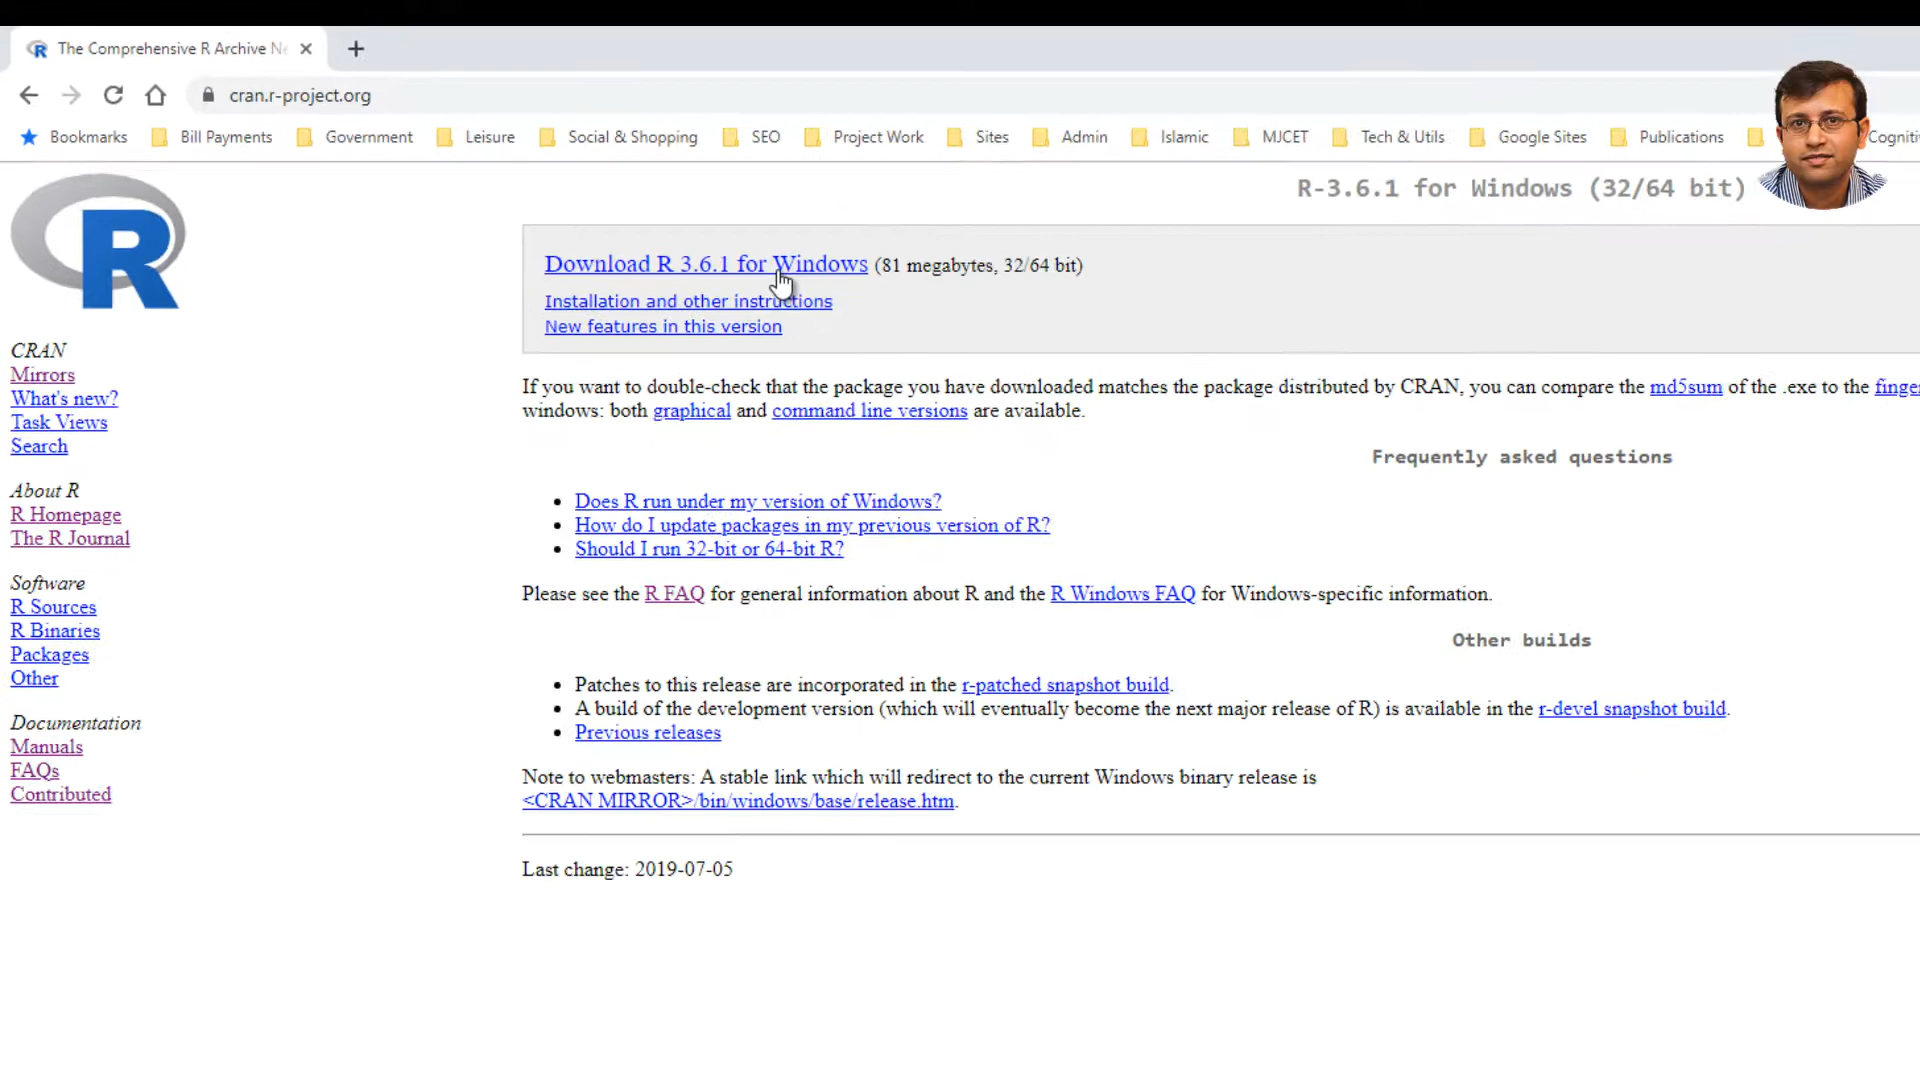 The Comprehensive R Archive Ne
cran.r-project.org
Bookmarks Bill Payments Government Leisure Social & Shopping SEO Project Work Sites Admin Islamic MJCET Tech & Utils Google Sites Publications Cogniti
R
R-3.6.1 for Windows (32/64 bit)
Download R 3.6.1 for Windows (81 megabytes, 32/64 bit)
Installation and other instructions
New features in this version
CRAN
Mirrors
What's new?
Task Views
Search
About R
R Homepage
The R Journal
Software
R Sources
R Binaries
Packages
Other
Documentation
Manuals
FAQs
Contributed
If you want to double-check that the package you have downloaded matches the package distributed by CRAN, you can compare the md5sum of the .exe to the finge
windows: both graphical and command line versions are available.
Frequently asked questions
• Does R run under my version of Windows?
• How do I update packages in my previous version of R?
• Should I run 32-bit or 64-bit R?
Please see the R FAQ for general information about R and the R Windows FAQ for Windows-specific information.
Other builds
• Patches to this release are incorporated in the r-patched snapshot build.
• A build of the development version (which will eventually become the next major release of R) is available in the r-devel snapshot build.
• Previous releases
Note to webmasters: A stable link which will redirect to the current Windows binary release is
<CRAN MIRROR>/bin/windows/base/release.htm.
Last change: 2019-07-05